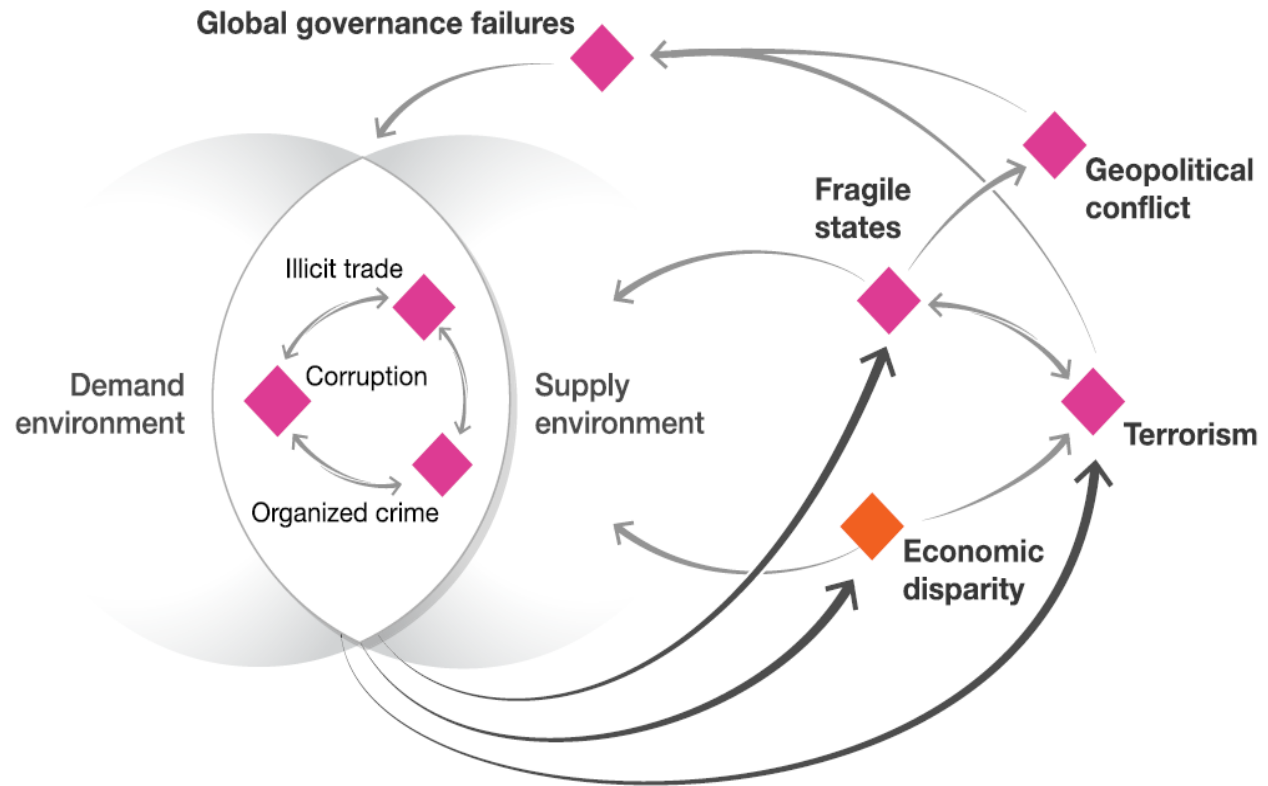 Global governance failures
Geopolitical
conflict
Fragile
states
Illicit trade
Corruption
Demand
environment
Supply
environment
Terrorism
Organized crime
Economic
disparity